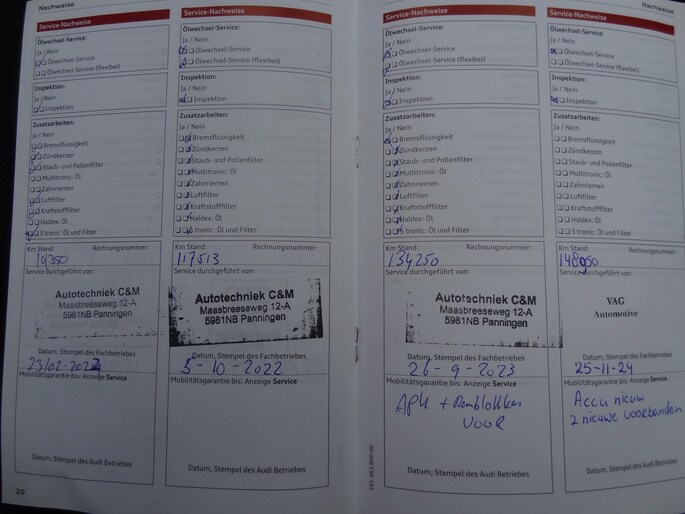 Nachweise
Service-Nachweise
Ölwechsel-Service:
Ja / Nein
Ölwechsel-Service
Ölwechsel-Service (flexibel)
Inspektion:
Ja / Nein
Inspektion
Zusatzarbeiten:
Ja / Nein
Bremsflüssigkeit
Zündkerzen
Staub- und Pollenfilter
Multitronic: Öl
Zahnriemen
Luftfilter
Kraftstofffilter
Haldex: Öl
S tronic: Öl und Filter
Km Stand: Rechnungsnummer:
101350
Service durchgeführt von:
Autotechniek C&M
Maasbreeseweg 12-A
5981NB Panningen
Datum, Stempel des Fachbetriebes
23/02-2022
Mobilitätsgarantie bis: Anzeige Service
Datum, Stempel des Audi Betriebes
20
Service-Nachweise
Ölwechsel-Service:
Ja / Nein
Ölwechsel-Service
Ölwechsel-Service (flexibel)
Inspektion:
Ja / Nein
Inspektion
Zusatzarbeiten:
Ja / Nein
Bremsflüssigkeit
Zündkerzen
Staub- und Pollenfilter
Multitronic: Öl
Zahnriemen
Luftfilter
Kraftstofffilter
Haldex: Öl
S tronic: Öl und Filter
Km Stand: Rechnungsnummer:
117513
Service durchgeführt von:
Autotechniek C&M
Maasbreeseweg 12-A
5981NB Panningen
Datum, Stempel des Fachbetriebes
5-10-2022
Mobilitätsgarantie bis: Anzeige Service
Datum, Stempel des Audi Betriebes
Service-Nachweise
Ölwechsel-Service:
Ja / Nein
Ölwechsel-Service
Ölwechsel-Service (flexibel)
Inspektion:
Ja / Nein
Inspektion
Zusatzarbeiten:
Ja / Nein
Bremsflüssigkeit
Zündkerzen
Staub- und Pollenfilter
Multitronic: Öl
Zahnriemen
Luftfilter
Kraftstofffilter
Haldex: Öl
S tronic: Öl und Filter
Km Stand: Rechnungsnummer:
134250
Service durchgeführt von:
Autotechniek C&M
Maasbreeseweg 12-A
5981NB Panningen
Datum, Stempel des Fachbetriebes
26-9-2023
Mobilitätsgarantie bis: Anzeige Service
Apk + Remblokken
VOOR
Datum, Stempel des Audi Betriebes
Nachweise
Service-Nachweise
Ölwechsel-Service:
Ja / Nein
Ölwechsel-Service
Ölwechsel-Service (flexibel)
Inspektion:
Ja / Nein
Inspektion
Zusatzarbeiten:
Ja / Nein
Bremsflüssigkeit
Zündkerzen
Staub- und Pollenfilter
Multitronic: Öl
Zahnriemen
Luftfilter
Kraftstofffilter
Haldex: Öl
S tronic: Öl und Filter
Km Stand: Rechnungsnummer:
148950
Service durchgeführt von:
VAG
Automotive
Datum, Stempel des Fachbetriebes
25-11-24
Mobilitätsgarantie bis: Anzeige Service
Accu nieuw
2 nieuwe voorbanden
Datum, Stempel des Audi Betriebes